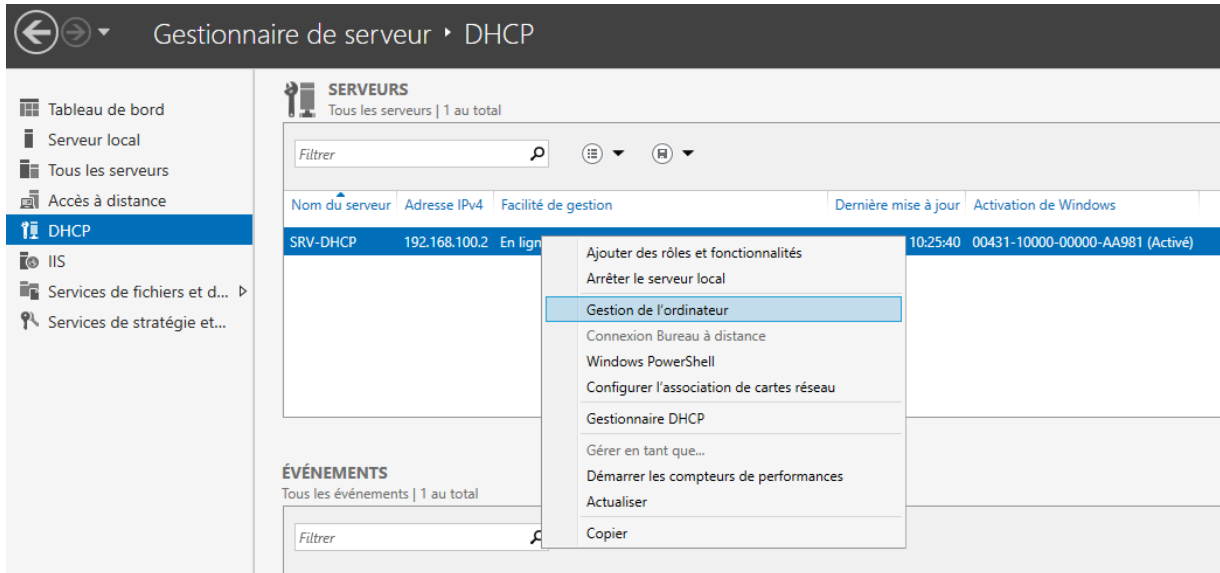 Gestionnaire de serveur ‣ DHCP
Tableau de bord
Serveur local
Tous les serveurs
Accès à distance
DHCP
IIS
Services de fichiers et d...
Services de stratégie et...
SERVEURS
Tous les serveurs | 1 au total
Filtrer
Nom du serveur Adresse IPv4 Facilité de gestion Dernière mise à jour Activation de Windows
SRV-DHCP 192.168.100.2 En lign 10:25:40 00431-10000-00000-AA981 (Activé)
Ajouter des rôles et fonctionnalités
Arrêter le serveur local
Gestion de l'ordinateur
Connexion Bureau à distance
Windows PowerShell
Configurer l'association de cartes réseau
Gestionnaire DHCP
Gérer en tant que...
Démarrer les compteurs de performances
Actualiser
Copier
ÉVÉNEMENTS
Tous les événements | 1 au total
Filtrer